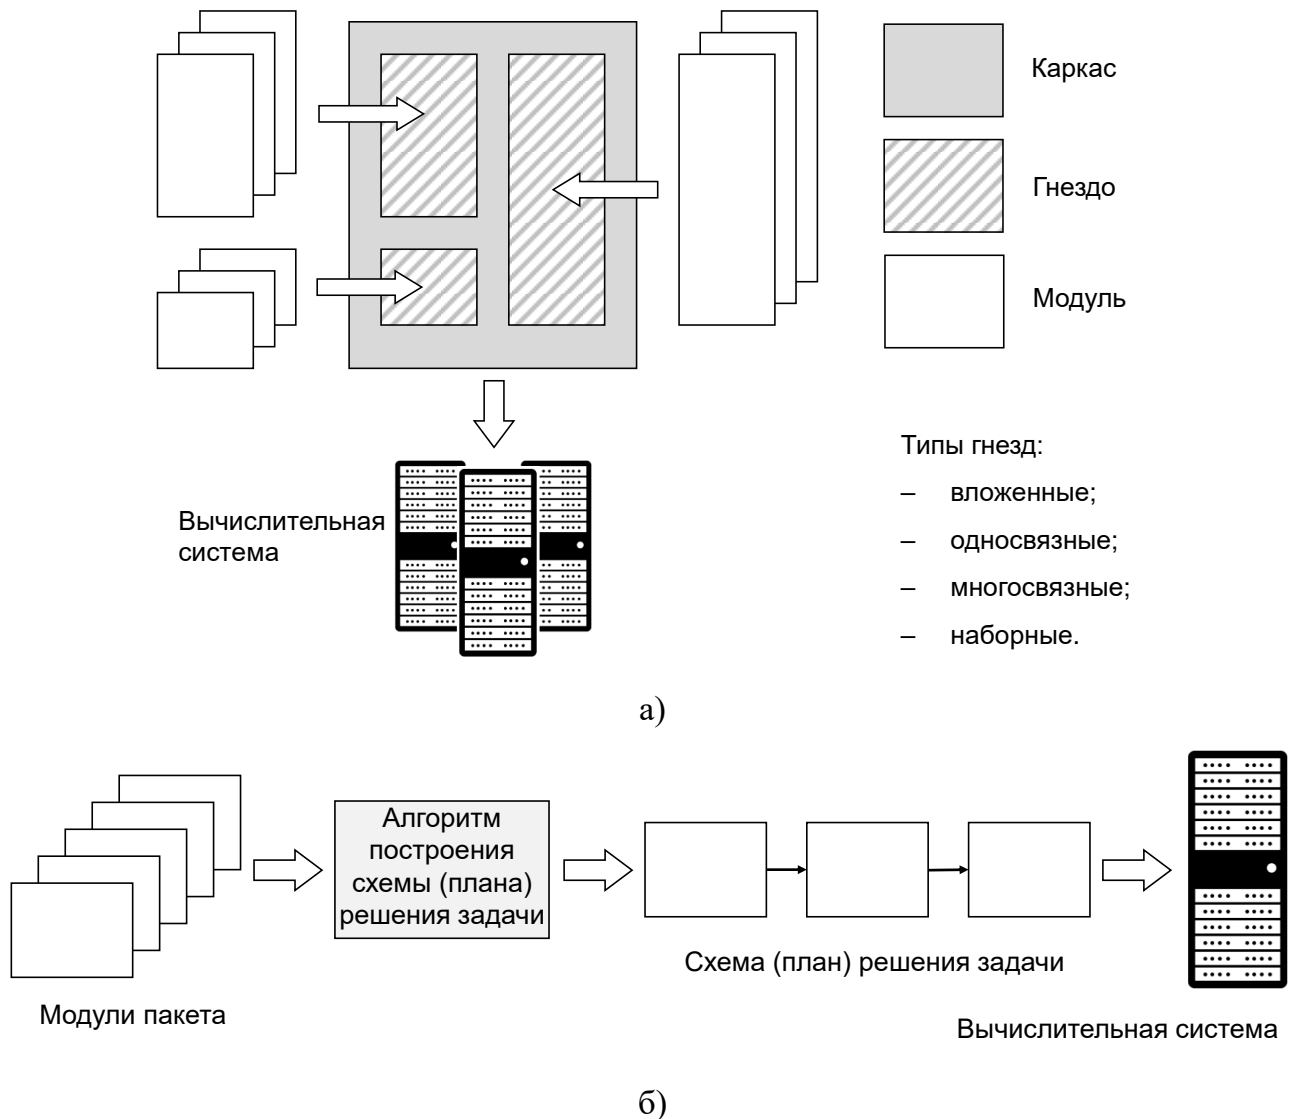 Каркас
Гнездо
Модуль
Типы гнезд:
– вложенные;
– односвязные;
– многосвязные;
– наборные.
Вычислительная
система
а)
Алгоритм
построения
схемы (плана)
решения задачи
Схема (план) решения задачи
Модули пакета
Вычислительная система
б)